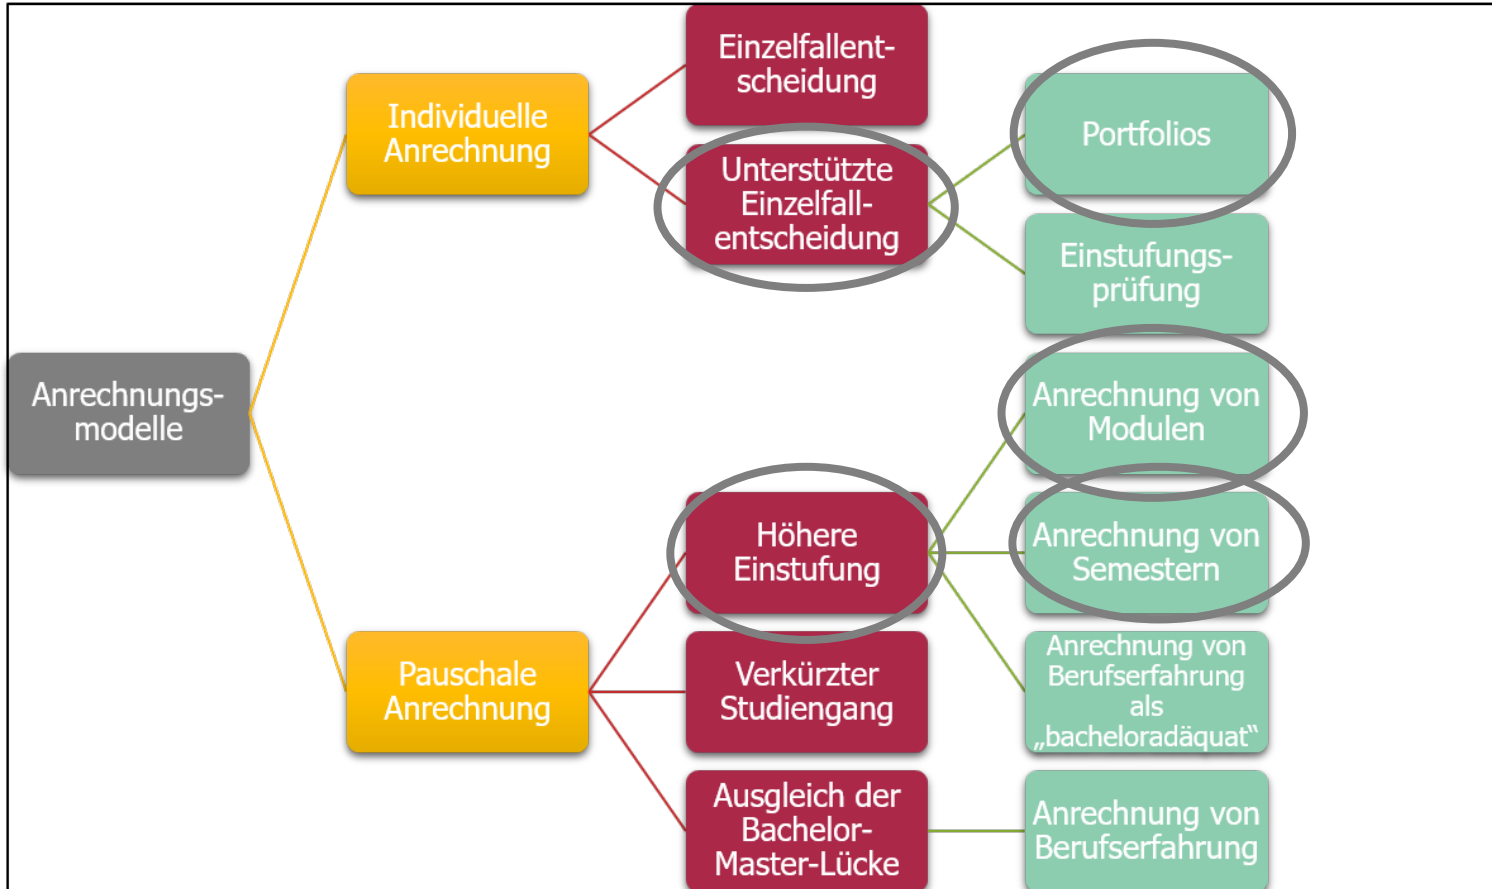 Einzelfallent-
scheidung
Individuelle
Anrechnung
Portfolios
Unterstützte
Einzelfall-
entscheidung
Einstufungs-
prüfung
Anrechnungs-
modelle
Anrechnung von
Modulen
Höhere
Einstufung
Anrechnung von
Semestern
Pauschale
Anrechnung
Verkürzter
Studiengang
Anrechnung von
Berufserfahrung
als
„bacheloradäquat“
Ausgleich der
Bachelor-
Master-Lücke
Anrechnung von
Berufserfahrung